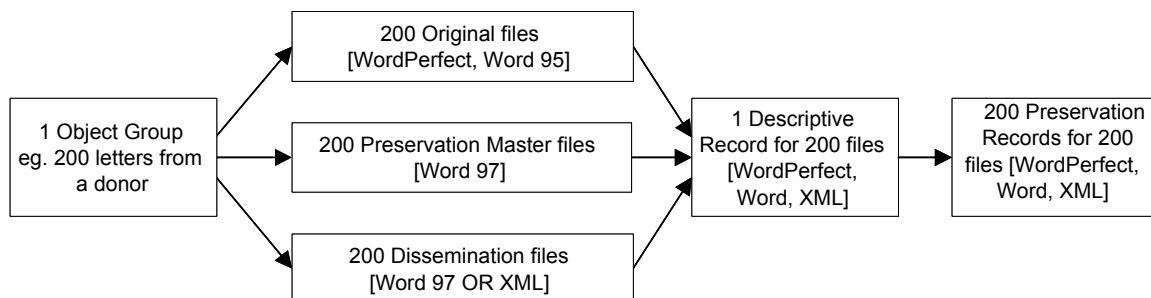 1 Object Group
eg. 200 letters from
a donor
200 Original files
[WordPerfect, Word 95]
200 Preservation Master files
[Word 97]
200 Dissemination files
[Word 97 OR XML]
1 Descriptive
Record for 200 files
[WordPerfect,
Word, XML]
200 Preservation
Records for 200
files [WordPerfect,
Word, XML]